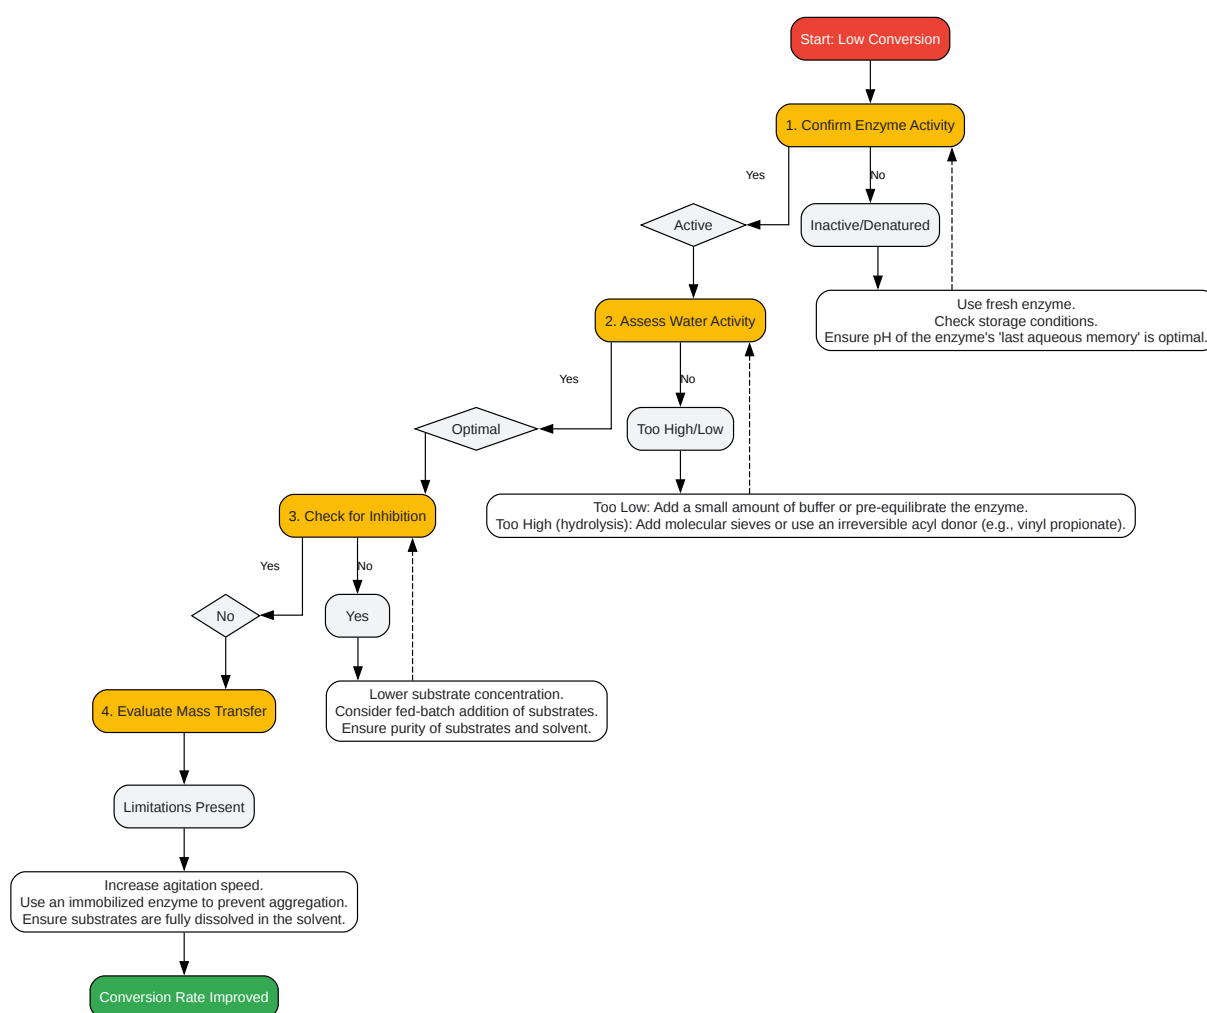 Start: Low Conversion
1. Confirm Enzyme Activity
Yes
No
Active
Inactive/Denatured
Use fresh enzyme.
Check storage conditions.
Ensure pH of the enzyme's 'last aqueous memory' is optimal.
2. Assess Water Activity
Yes
No
Optimal
Too High/Low
Too Low: Add a small amount of buffer or pre-equilibrate the enzyme.
Too High (hydrolysis): Add molecular sieves or use an irreversible acyl donor (e.g., vinyl propionate).
3. Check for Inhibition
Yes
No
No
Yes
Lower substrate concentration.
Consider fed-batch addition of substrates.
Ensure purity of substrates and solvent.
4. Evaluate Mass Transfer
Limitations Present
Increase agitation speed.
Use an immobilized enzyme to prevent aggregation.
Ensure substrates are fully dissolved in the solvent.
Conversion Rate Improved